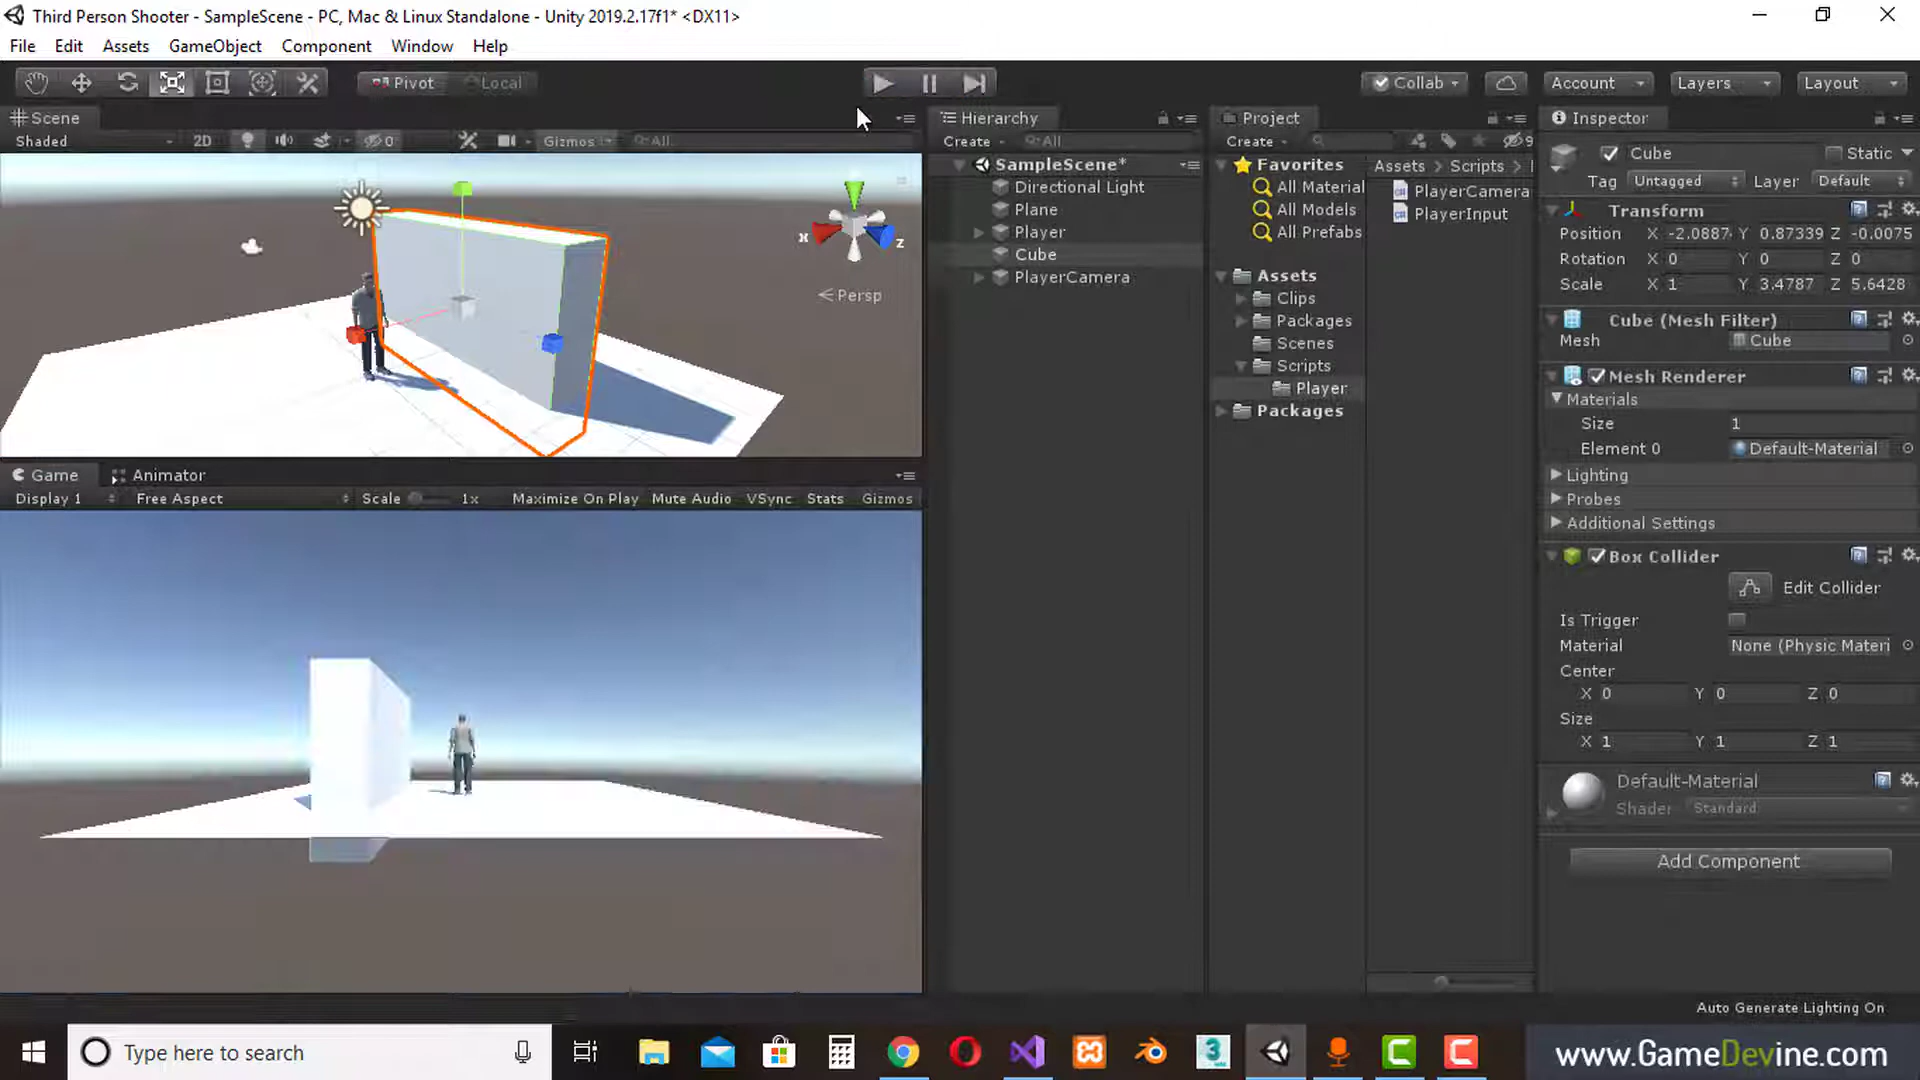 Third Person Shooter - SampleScene - PC, Mac & Linux Standalone - Unity 2019.2.17f1* <DX11>
File Edit Assets GameObject Component Window Help
Pivot Local Collab Account Layers Layout
Scene
Shaded 2D 0 Gizmos All
x z
Persp
Game Animator
Display 1 Free Aspect Scale 1x Maximize On Play Mute Audio VSync Stats Gizmos
Hierarchy
Create All
SampleScene*
Directional Light
Plane
Player
Cube
PlayerCamera
Project
Create 9
Favorites
All Material
All Models
All Prefabs
Assets
Clips
Packages
Scenes
Scripts
Player
Packages
Assets > Scripts >
PlayerCamera
PlayerInput
Inspector
Cube Static
Tag Untagged Layer Default
Transform
Position X -2.0887 Y 0.87339 Z -0.0075
Rotation X 0 Y 0 Z 0
Scale X 1 Y 3.4787 Z 5.6428
Cube (Mesh Filter)
Mesh Cube
Mesh Renderer
Materials
Size 1
Element 0 Default-Material
Lighting
Probes
Additional Settings
Box Collider
Edit Collider
Is Trigger
Material None (Physic Materi
Center
X 0 Y 0 Z 0
Size
X 1 Y 1 Z 1
Default-Material
Shader Standard
Add Component
Auto Generate Lighting On
Type here to search
www.GameDevine.com